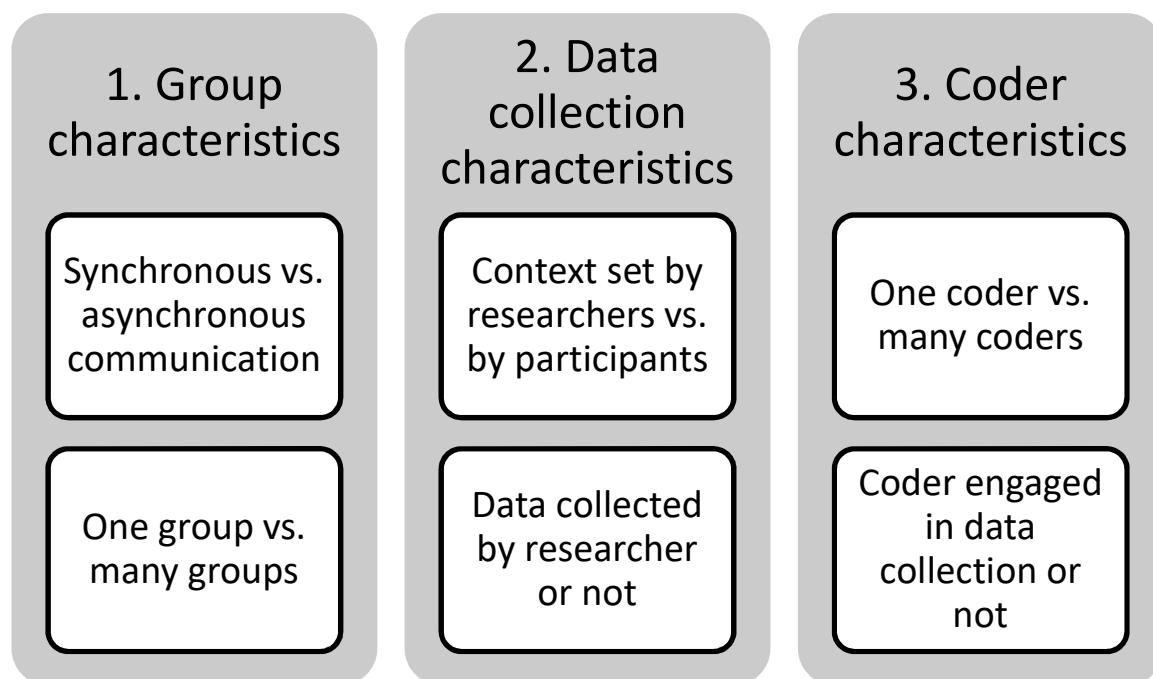 1. Group
characteristics
Synchronous vs.
asynchronous
communication
One group vs.
many groups
2. Data
collection
characteristics
Context set by
researchers vs.
by participants
Data collected
by researcher
or not
3. Coder
characteristics
One coder vs.
many coders
Coder engaged
in data
collection or
not